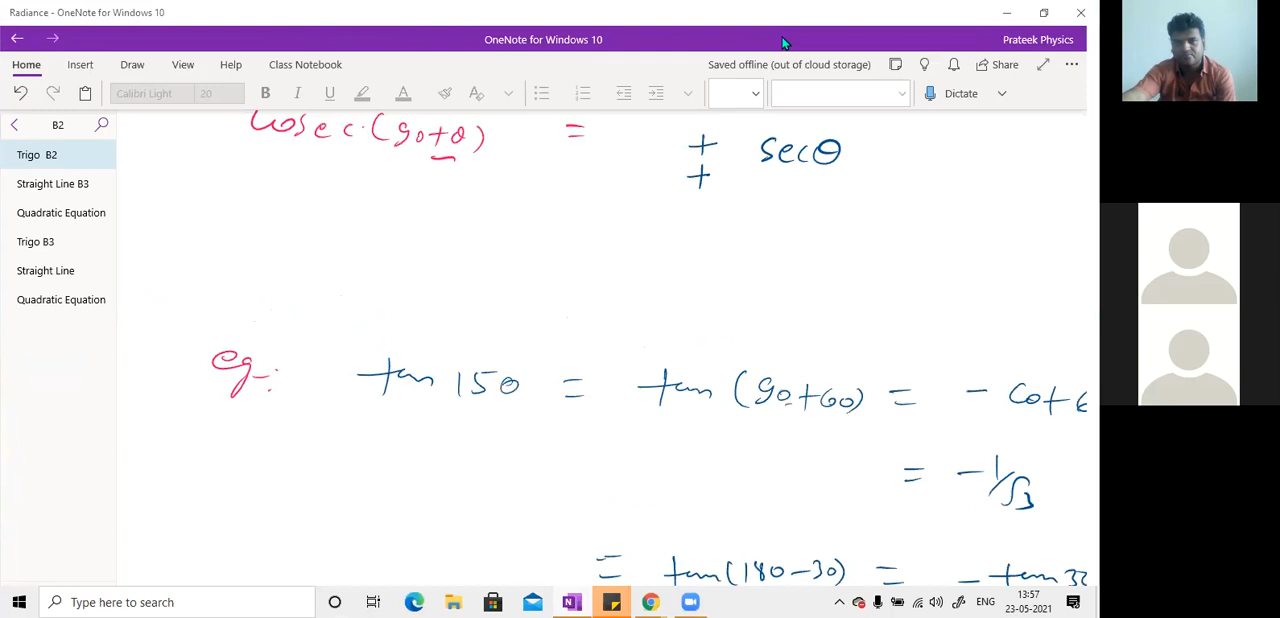 Radiance - OneNote for Windows 10
OneNote for Windows 10
Prateek Physics
Home Insert Draw View Help Class Notebook
Saved offline (out of cloud storage)
Share
Calibri Light 20
B I U A
Dictate
B2
Trigo B2
Straight Line B3
Quadratic Equation
Trigo B3
Straight Line
Quadratic Equation
Cosec (90+θ) = + secθ
+
eg:- tan 150 = tan (90+60) = - cot 6
= -1/√3
= tan(180-30) = - tan 30
Type here to search
ENG
13:57
23-05-2021